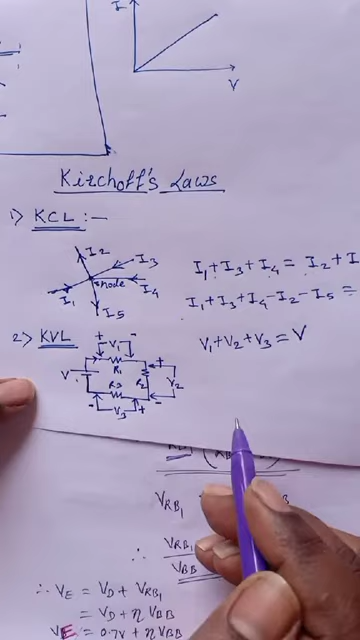 I
V
Kirchoff's Laws
1) KCL:-
I2
I3
node
I1
I4
I5
I1+I3+I4 = I2+I
I1+I3+I4-I2-I5 =
2) KVL
+ V1 -
R1
V
R2
+
V2
-
R3
- V3 +
V1+V2+V3 = V
VRB1
∴ VRB1
VBB
∴ VE = VD + VRB1
= VD + η VBB
VE = 0.7V + η VBB